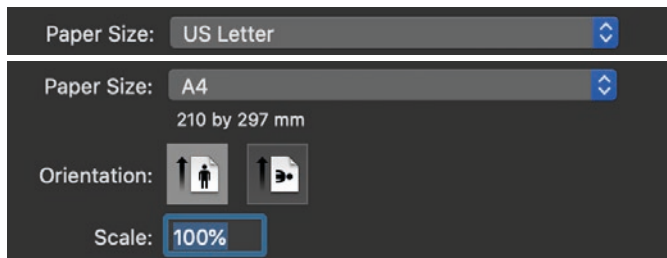 Paper Size: US Letter
Paper Size: A4
210 by 297 mm
Orientation:
Scale: 100%